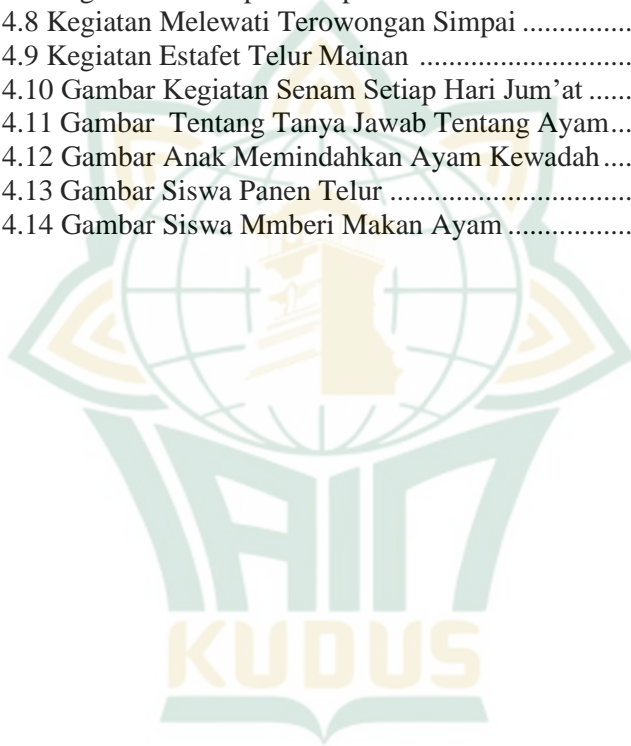 4.8 Kegiatan Melewati Terowongan Simpai ...............
4.9 Kegiatan Estafet Telur Mainan .............................
4.10 Gambar Kegiatan Senam Setiap Hari Jum’at ......
4.11 Gambar Tentang Tanya Jawab Tentang Ayam...
4.12 Gambar Anak Memindahkan Ayam Kewadah ....
4.13 Gambar Siswa Panen Telur .................................
4.14 Gambar Siswa Mmberi Makan Ayam .................
IAIN
KUDUS